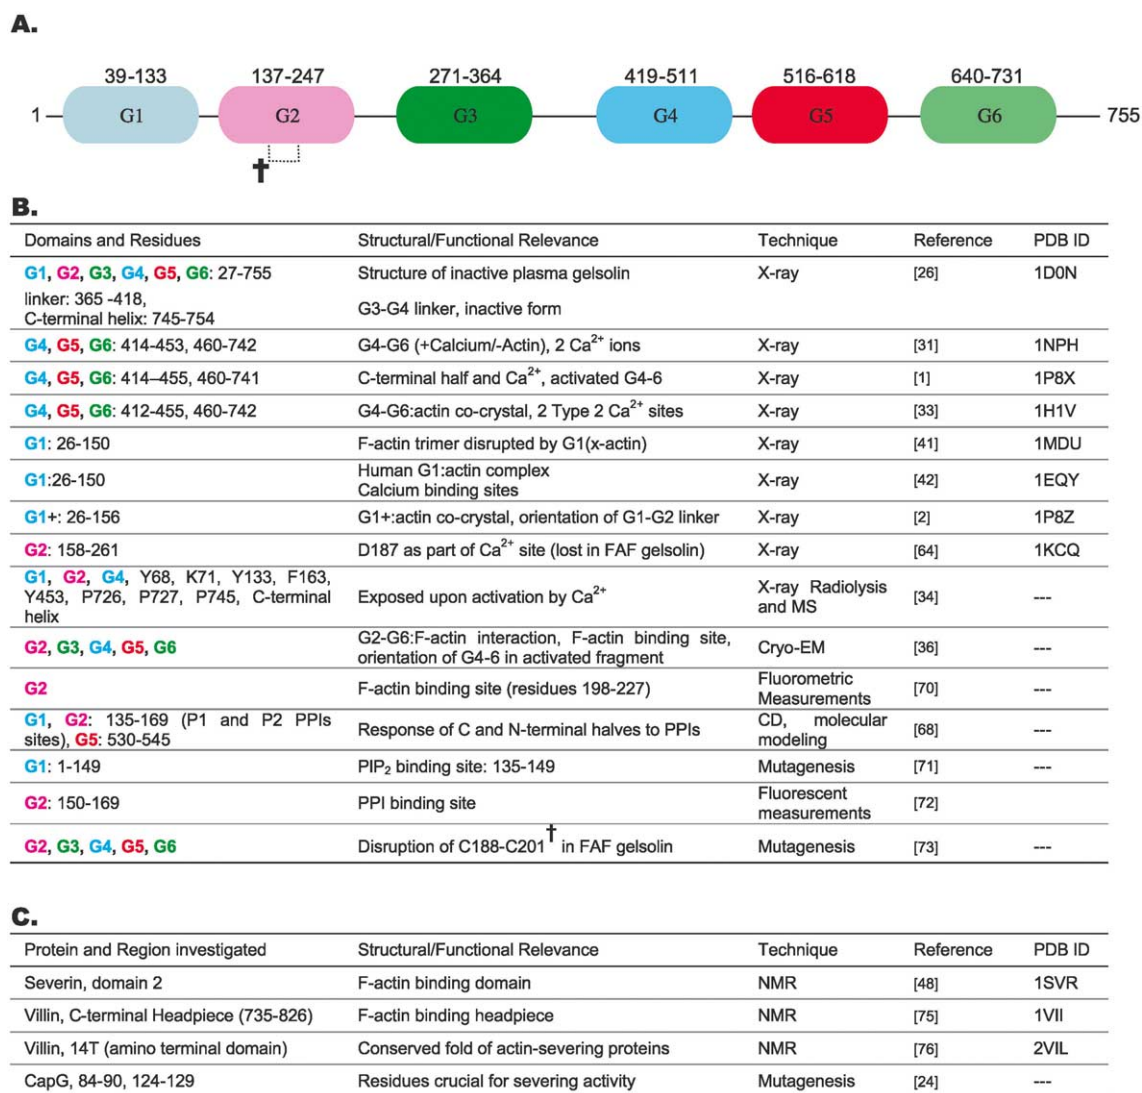 A.
39-133 137-247 271-364 419-511 516-618 640-731
1 G1 G2 G3 G4 G5 G6 755
†
B.
Domains and Residues Structural/Functional Relevance Technique Reference PDB ID
G1, G2, G3, G4, G5, G6: 27-755 Structure of inactive plasma gelsolin X-ray [26] 1D0N
linker: 365 -418,
C-terminal helix: 745-754 G3-G4 linker, inactive form
G4, G5, G6: 414-453, 460-742 G4-G6 (+Calcium/-Actin), 2 Ca²⁺ ions X-ray [31] 1NPH
G4, G5, G6: 414–455, 460-741 C-terminal half and Ca²⁺, activated G4-6 X-ray [1] 1P8X
G4, G5, G6: 412-455, 460-742 G4-G6:actin co-crystal, 2 Type 2 Ca²⁺ sites X-ray [33] 1H1V
G1: 26-150 F-actin trimer disrupted by G1(x-actin) X-ray [41] 1MDU
G1:26-150 Human G1:actin complex X-ray [42] 1EQY
Calcium binding sites
G1+: 26-156 G1+:actin co-crystal, orientation of G1-G2 linker X-ray [2] 1P8Z
G2: 158-261 D187 as part of Ca²⁺ site (lost in FAF gelsolin) X-ray [64] 1KCQ
G1, G2, G4, Y68, K71, Y133, F163, X-ray Radiolysis
Y453, P726, P727, P745, C-terminal Exposed upon activation by Ca²⁺ and MS [34] ---
helix
G2, G3, G4, G5, G6 G2-G6:F-actin interaction, F-actin binding site, Cryo-EM [36] ---
orientation of G4-6 in activated fragment
G2 F-actin binding site (residues 198-227) Fluorometric [70] ---
Measurements
G1, G2: 135-169 (P1 and P2 PPIs CD, molecular
sites), G5: 530-545 Response of C and N-terminal halves to PPIs modeling [68] ---
G1: 1-149 PIP₂ binding site: 135-149 Mutagenesis [71] ---
G2: 150-169 PPI binding site Fluorescent [72] ---
measurements
G2, G3, G4, G5, G6 Disruption of C188-C201† in FAF gelsolin Mutagenesis [73] ---
C.
Protein and Region investigated Structural/Functional Relevance Technique Reference PDB ID
Severin, domain 2 F-actin binding domain NMR [48] 1SVR
Villin, C-terminal Headpiece (735-826) F-actin binding headpiece NMR [75] 1VII
Villin, 14T (amino terminal domain) Conserved fold of actin-severing proteins NMR [76] 2VIL
CapG, 84-90, 124-129 Residues crucial for severing activity Mutagenesis [24] ---